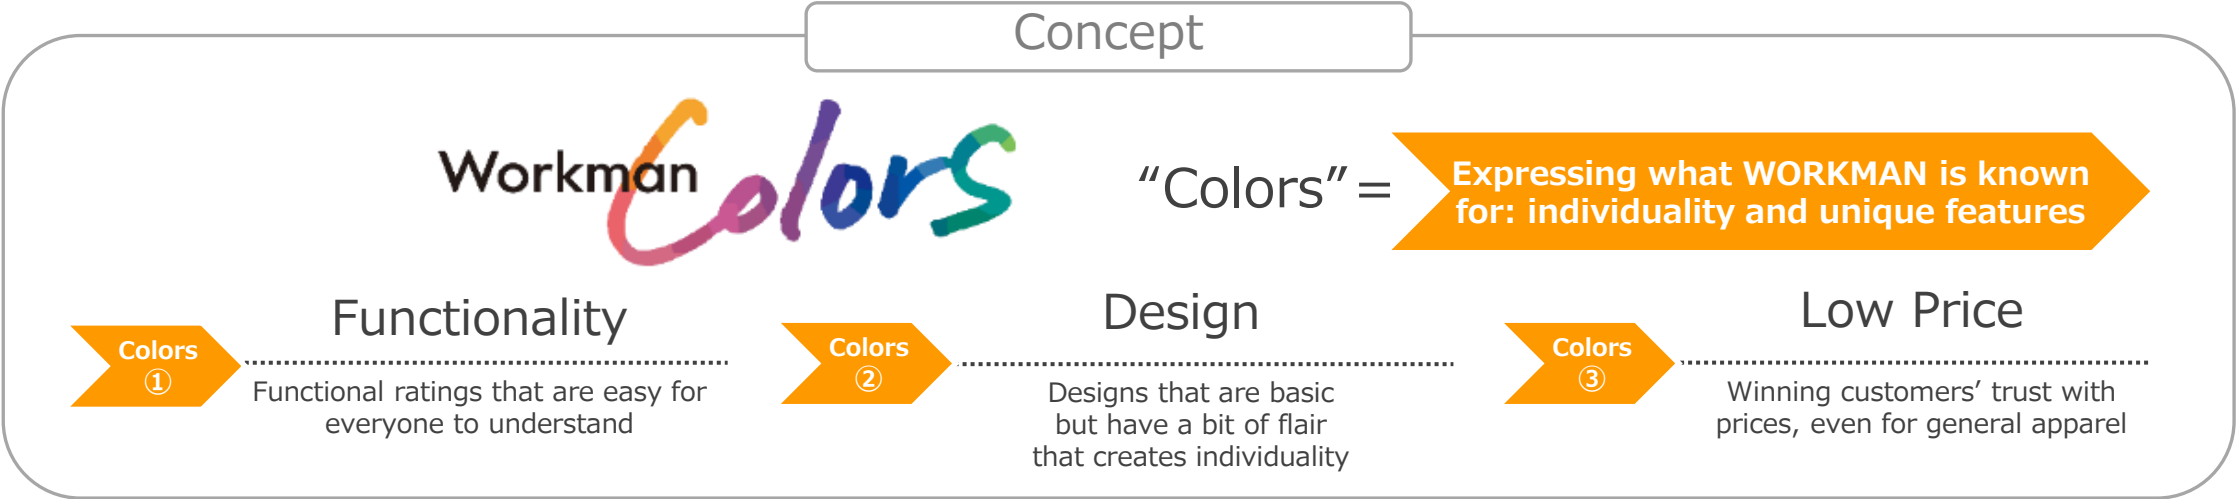 Concept
Workman Colors
“Colors” =
Expressing what WORKMAN is known
for: individuality and unique features
Colors
①
Functionality
Functional ratings that are easy for
everyone to understand
Colors
②
Design
Designs that are basic
but have a bit of flair
that creates individuality
Colors
③
Low Price
Winning customers’ trust with
prices, even for general apparel